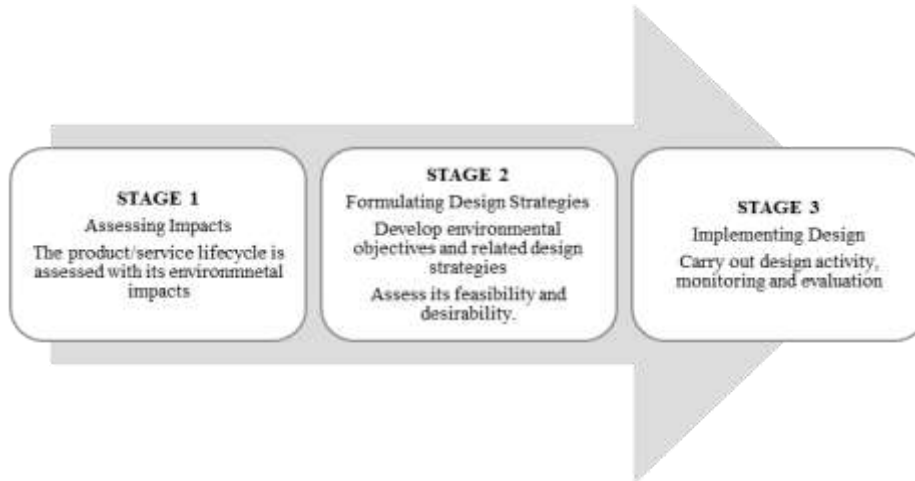 STAGE 1
Assessing Impacts
The product/service lifecycle is
assessed with its environmnetal
impacts
STAGE 2
Formulating Design Strategies
Develop environmental
objectives and related design
strategies
Assess its feasibility and
desirability.
STAGE 3
Implementing Design
Carry out design activity,
monitoring and evaluation